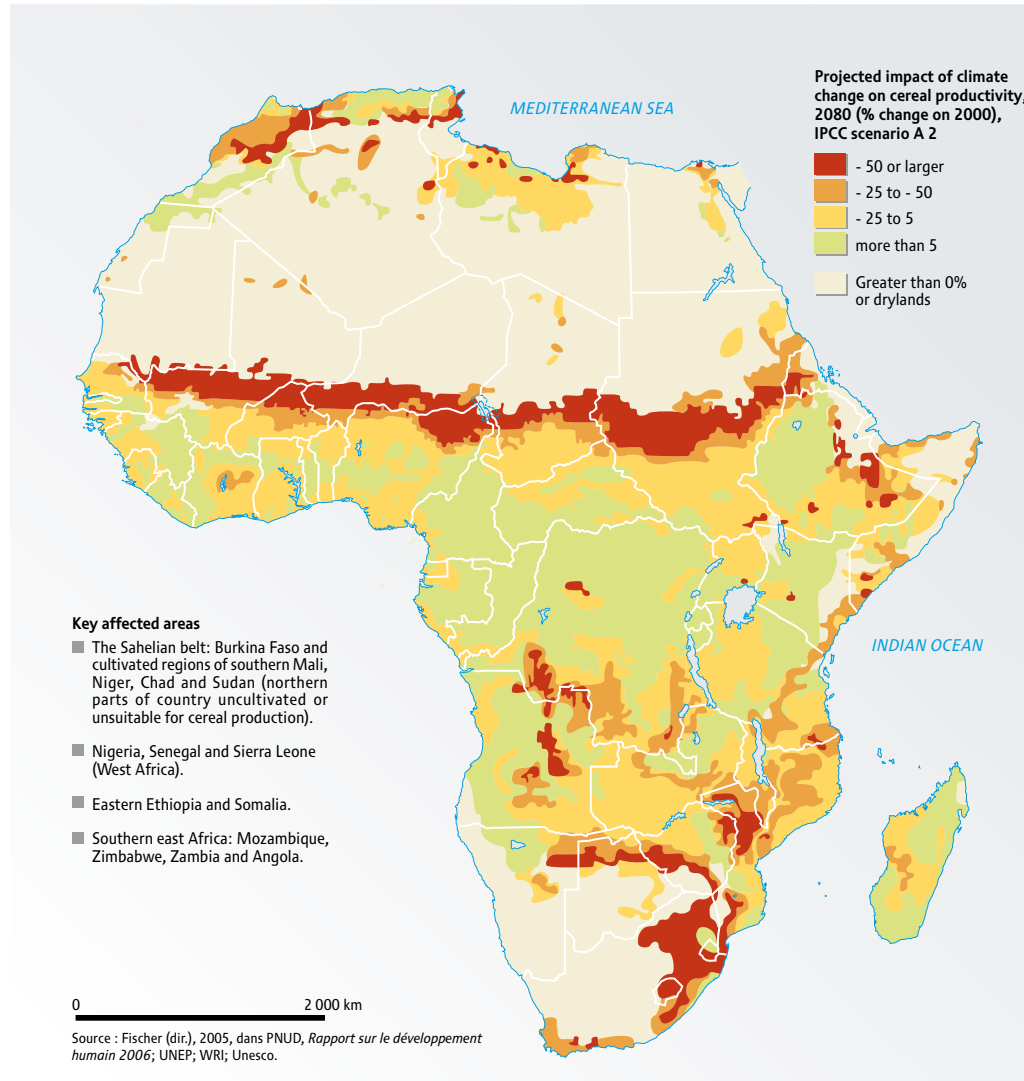 MEDITERRANEAN SEA
Projected impact of climate
change on cereal productivity,
2080 (% change on 2000),
IPCC scenario A 2
- 50 or larger
- 25 to - 50
- 25 to 5
more than 5
Greater than 0%
or drylands
INDIAN OCEAN
Key affected areas
The Sahelian belt: Burkina Faso and
cultivated regions of southern Mali,
Niger, Chad and Sudan (northern
parts of country uncultivated or
unsuitable for cereal production).
Nigeria, Senegal and Sierra Leone
(West Africa).
Eastern Ethiopia and Somalia.
Southern east Africa: Mozambique,
Zimbabwe, Zambia and Angola.
0 2 000 km
Source : Fischer (dir.), 2005, dans PNUD, Rapport sur le développement
humain 2006; UNEP; WRI; Unesco.